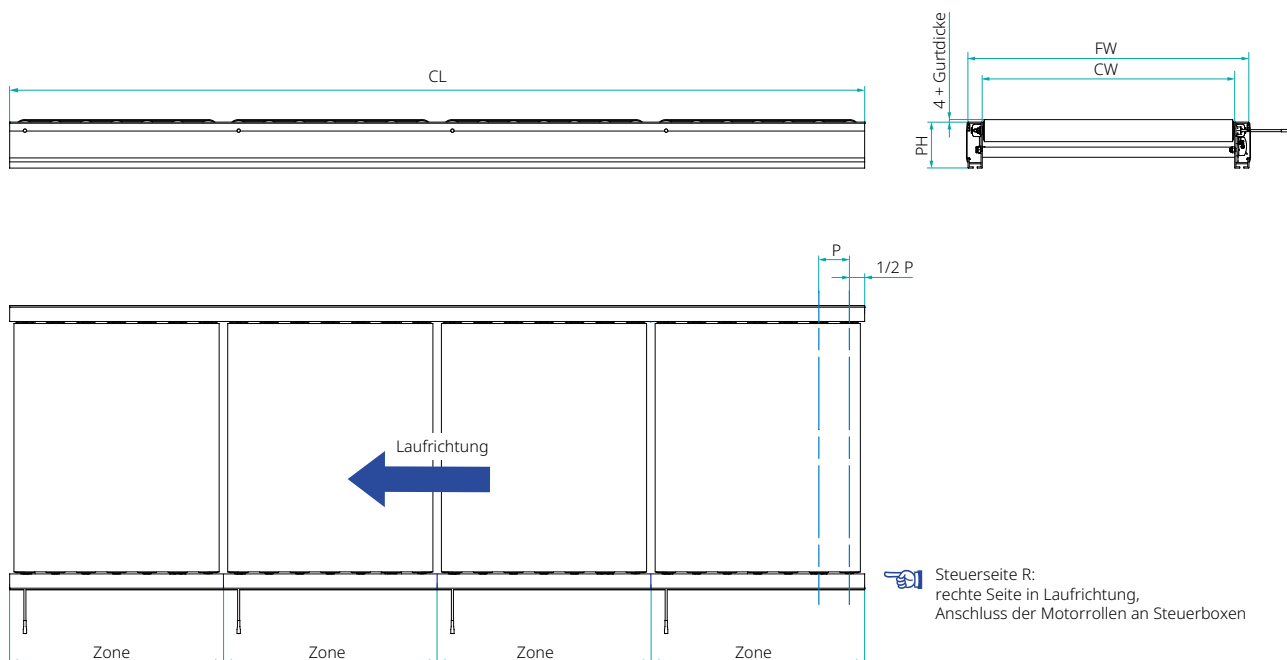 CL
4 + Gurtdicke
FW
CW
PH
P
1/2 P
Laufrichtung
Steuerseite R:
rechte Seite in Laufrichtung,
Anschluss der Motorrollen an Steuerboxen
Zone
Zone
Zone
Zone